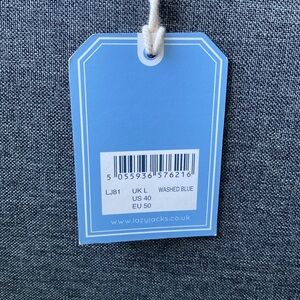 5 055936 576216
LJ81 UK L WASHED BLUE
US 40
EU 50
www.lazyjacks.co.uk